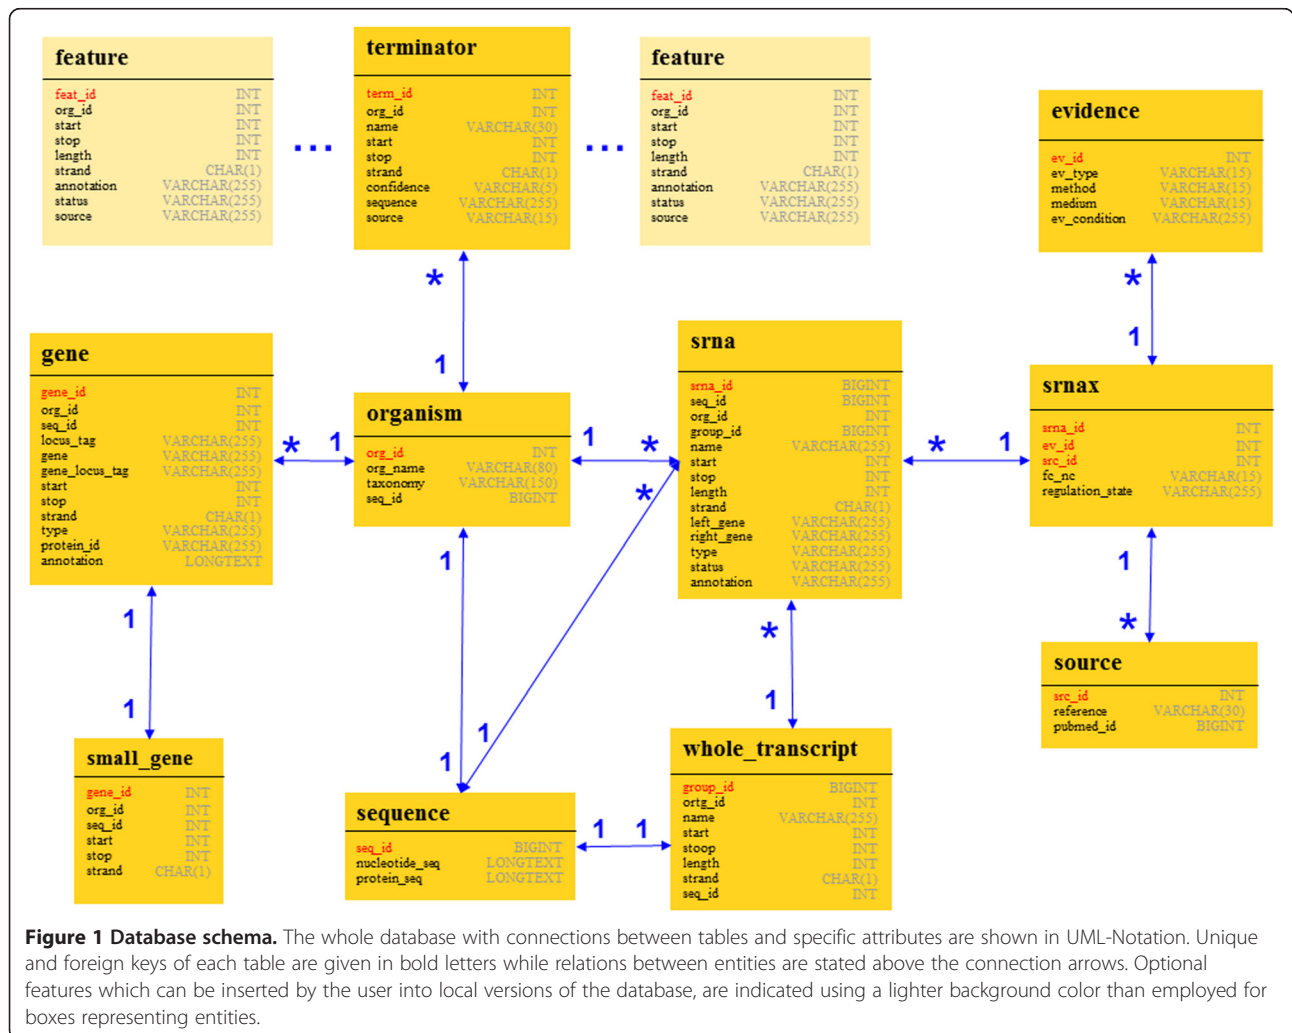 feature
feat_id INT
org_id INT
start INT
stop INT
length INT
strand CHAR(1)
annotation VARCHAR(255)
status VARCHAR(255)
source VARCHAR(255)
...
terminator
term_id INT
org_id INT
name VARCHAR(30)
start INT
stop INT
strand CHAR(1)
confidence VARCHAR(5)
sequence VARCHAR(255)
source VARCHAR(15)
...
feature
feat_id INT
org_id INT
start INT
stop INT
length INT
strand CHAR(1)
annotation VARCHAR(255)
status VARCHAR(255)
source VARCHAR(255)
evidence
ev_id INT
ev_type VARCHAR(15)
method VARCHAR(15)
medium VARCHAR(15)
ev_condition VARCHAR(255)
*
1
*
1
gene
gene_id INT
org_id INT
seq_id INT
locus_tag VARCHAR(255)
gene VARCHAR(255)
gene_locus_tag VARCHAR(255)
start INT
stop INT
strand CHAR(1)
type VARCHAR(255)
protein_id VARCHAR(255)
annotation LONGTEXT
* 1
organism
org_id INT
org_name VARCHAR(80)
taxonomy VARCHAR(150)
seq_id BIGINT
1 *
*
srna
srna_id BIGINT
seq_id BIGINT
org_id INT
group_id BIGINT
name VARCHAR(255)
start INT
stop INT
length INT
strand CHAR(1)
left_gene VARCHAR(255)
right_gene VARCHAR(255)
type VARCHAR(255)
status VARCHAR(255)
annotation VARCHAR(255)
* 1
srnax
srna_id INT
ev_id INT
src_id INT
fc_nc VARCHAR(15)
regulation_state VARCHAR(255)
1
1
*
1
*
1
1
1
1
source
src_id INT
reference VARCHAR(30)
pubmed_id BIGINT
small_gene
gene_id INT
org_id INT
seq_id INT
start INT
stop INT
strand CHAR(1)
sequence
seq_id BIGINT
nucleotide_seq LONGTEXT
protein_seq LONGTEXT
1 1
whole_transcript
group_id BIGINT
ortg_id INT
name VARCHAR(255)
start INT
stoop INT
length INT
strand CHAR(1)
seq_id INT
Figure 1 Database schema. The whole database with connections between tables and specific attributes are shown in UML-Notation. Unique
and foreign keys of each table are given in bold letters while relations between entities are stated above the connection arrows. Optional
features which can be inserted by the user into local versions of the database, are indicated using a lighter background color than employed for
boxes representing entities.